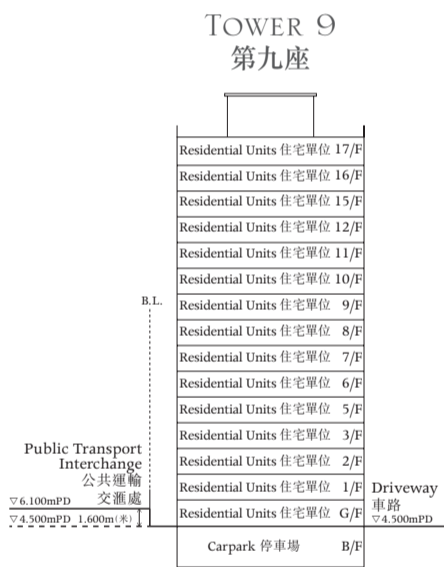 TOWER 9
第九座
Residential Units 住宅單位 17/F
Residential Units 住宅單位 16/F
Residential Units 住宅單位 15/F
Residential Units 住宅單位 12/F
Residential Units 住宅單位 11/F
Residential Units 住宅單位 10/F
B.L.
Residential Units 住宅單位 9/F
Residential Units 住宅單位 8/F
Residential Units 住宅單位 7/F
Residential Units 住宅單位 6/F
Residential Units 住宅單位 5/F
Residential Units 住宅單位 3/F
Residential Units 住宅單位 2/F
Residential Units 住宅單位 1/F
Residential Units 住宅單位 G/F
Carpark 停車場 B/F
Public Transport
Interchange
公共運輸
交滙處
▽6.100mPD
▽4.500mPD 1.600m(米)
Driveway
車路
▽4.500mPD